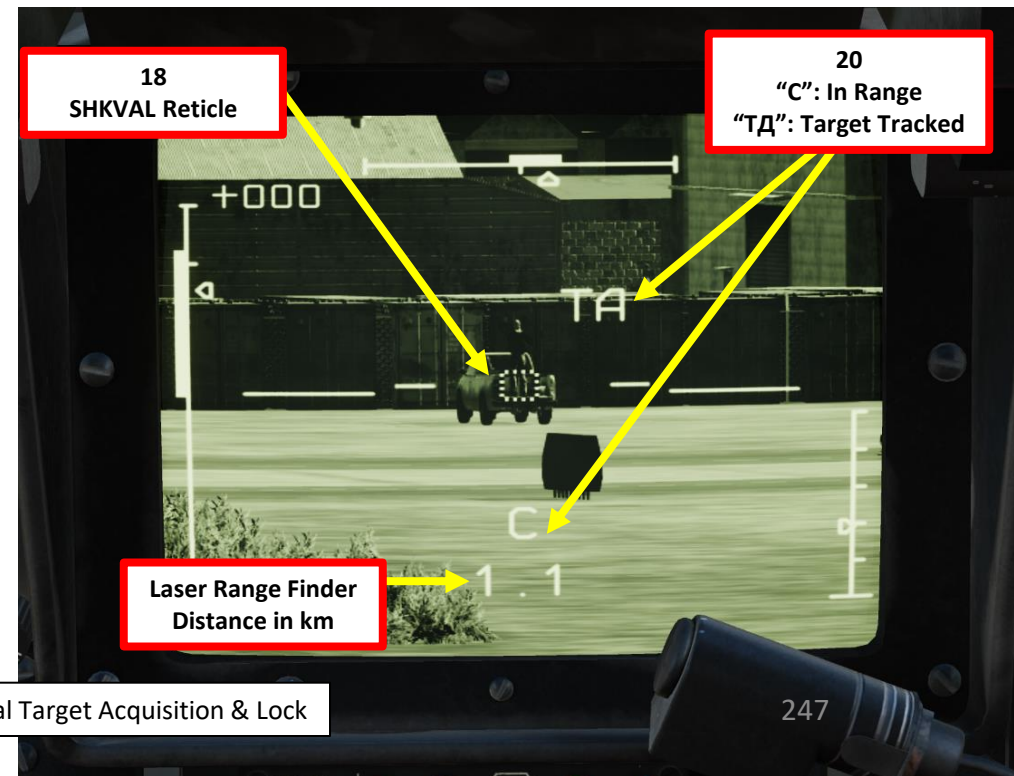 18
SHKVAL Reticle
20
“C”: In Range
“ТД”: Target Tracked
+000
TA
C
1.1
Laser Range Finder
Distance in km
al Target Acquisition & Lock
247